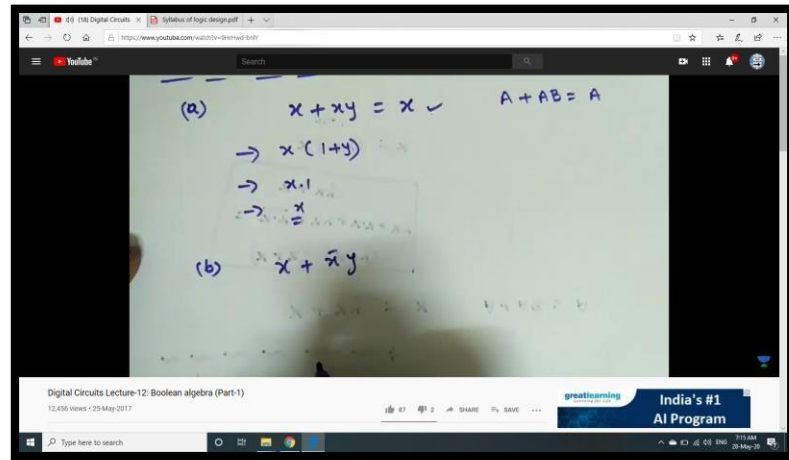 (18) Digital Circuits
Syllabus of logic design.pdf
YouTube
Search
(a) x + xy = x ✓ A + AB = A
→ x (1+y)
→ x.1
→ x
(b) x + x̄ y
Digital Circuits Lecture-12: Boolean algebra (Part-1)
12,456 views • 25-May-2017
87 2 SHARE SAVE ...
greatlearning
India's #1
AI Program
Type here to search
ENG
7:15 AM
28-May-20